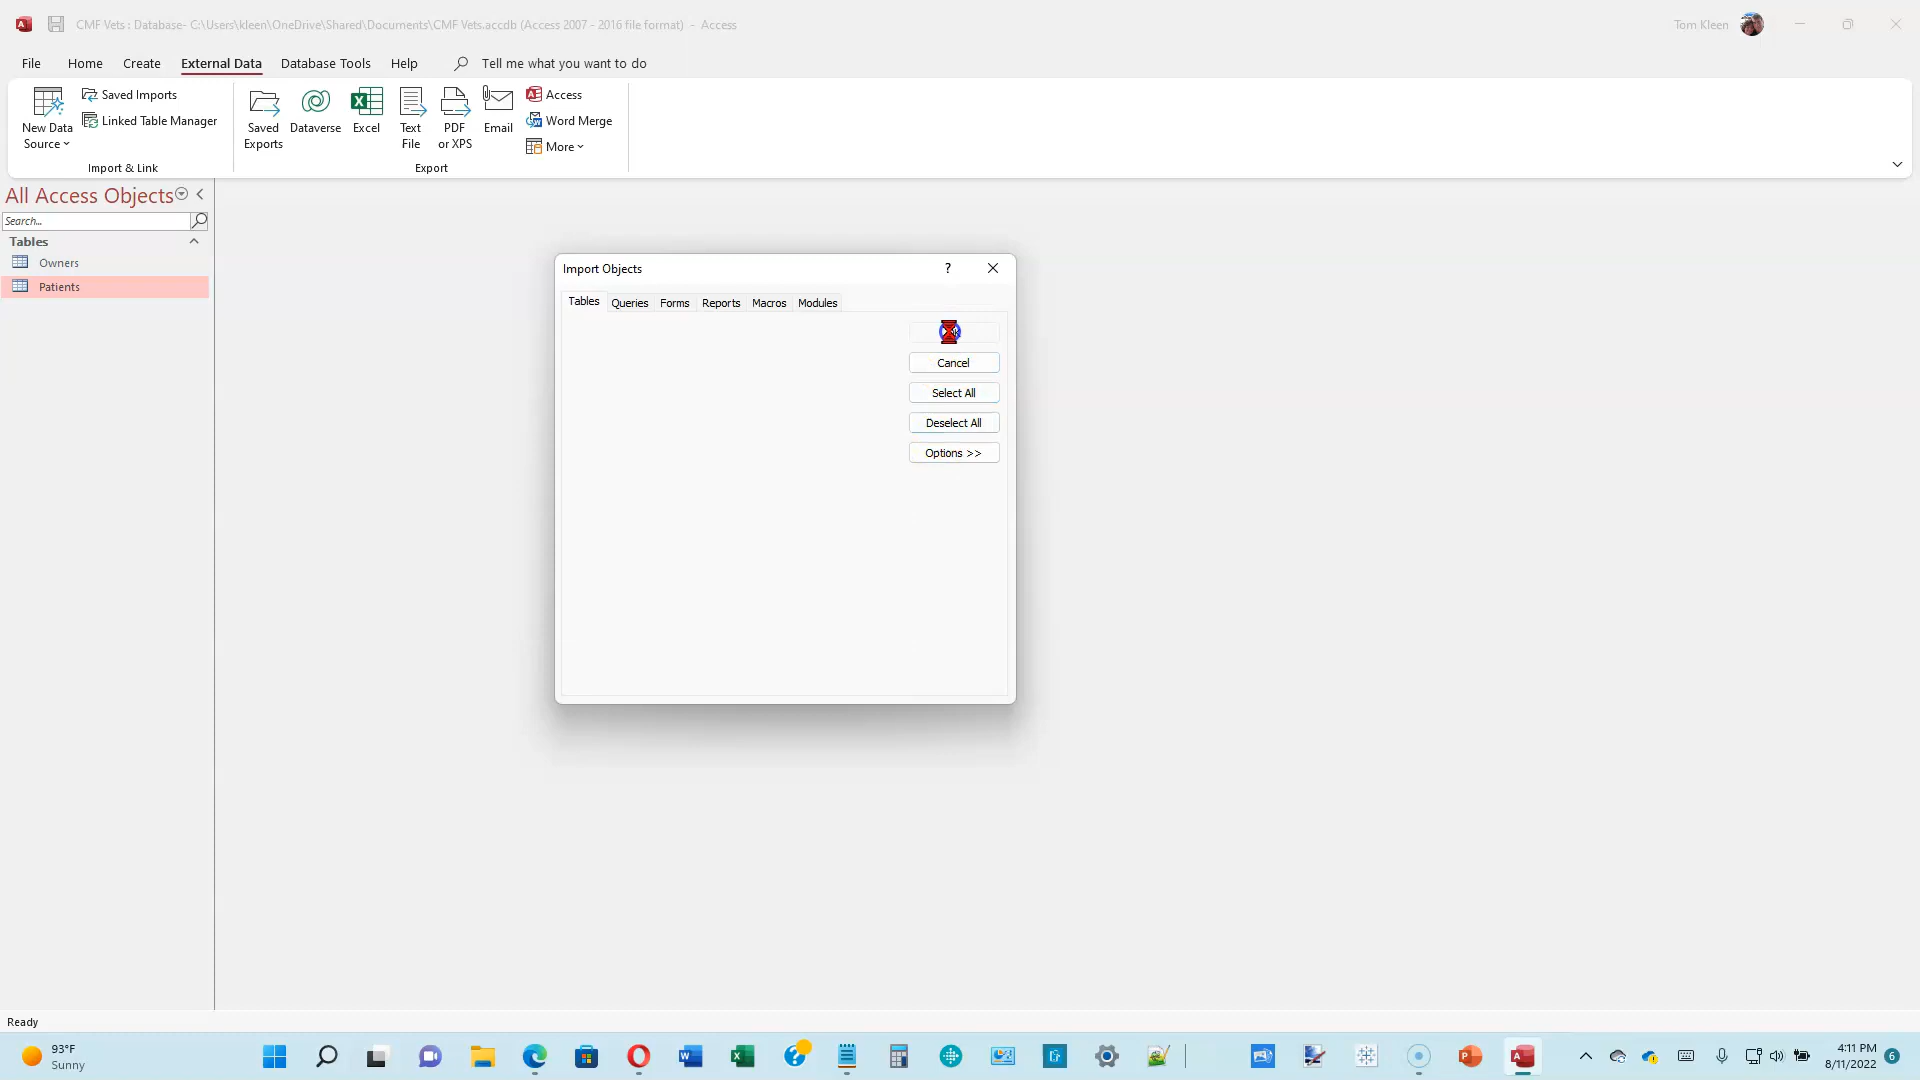 CMF Vets : Database- C:\Users\kleen\OneDrive\Shared\Documents\CMF Vets.accdb (Access 2007 - 2016 file format) - Access
Tom Kleen
File Home Create External Data Database Tools Help Tell me what you want to do
New Data Source
Saved Imports
Linked Table Manager
Import & Link
Saved Exports
Dataverse
Excel
Text File
PDF or XPS
Email
Access
Word Merge
More
Export
All Access Objects
Search...
Tables
Owners
Patients
Import Objects
?
Tables Queries Forms Reports Macros Modules
Cancel
Select All
Deselect All
Options >>
Ready
93°F
Sunny
4:11 PM
8/11/2022
6